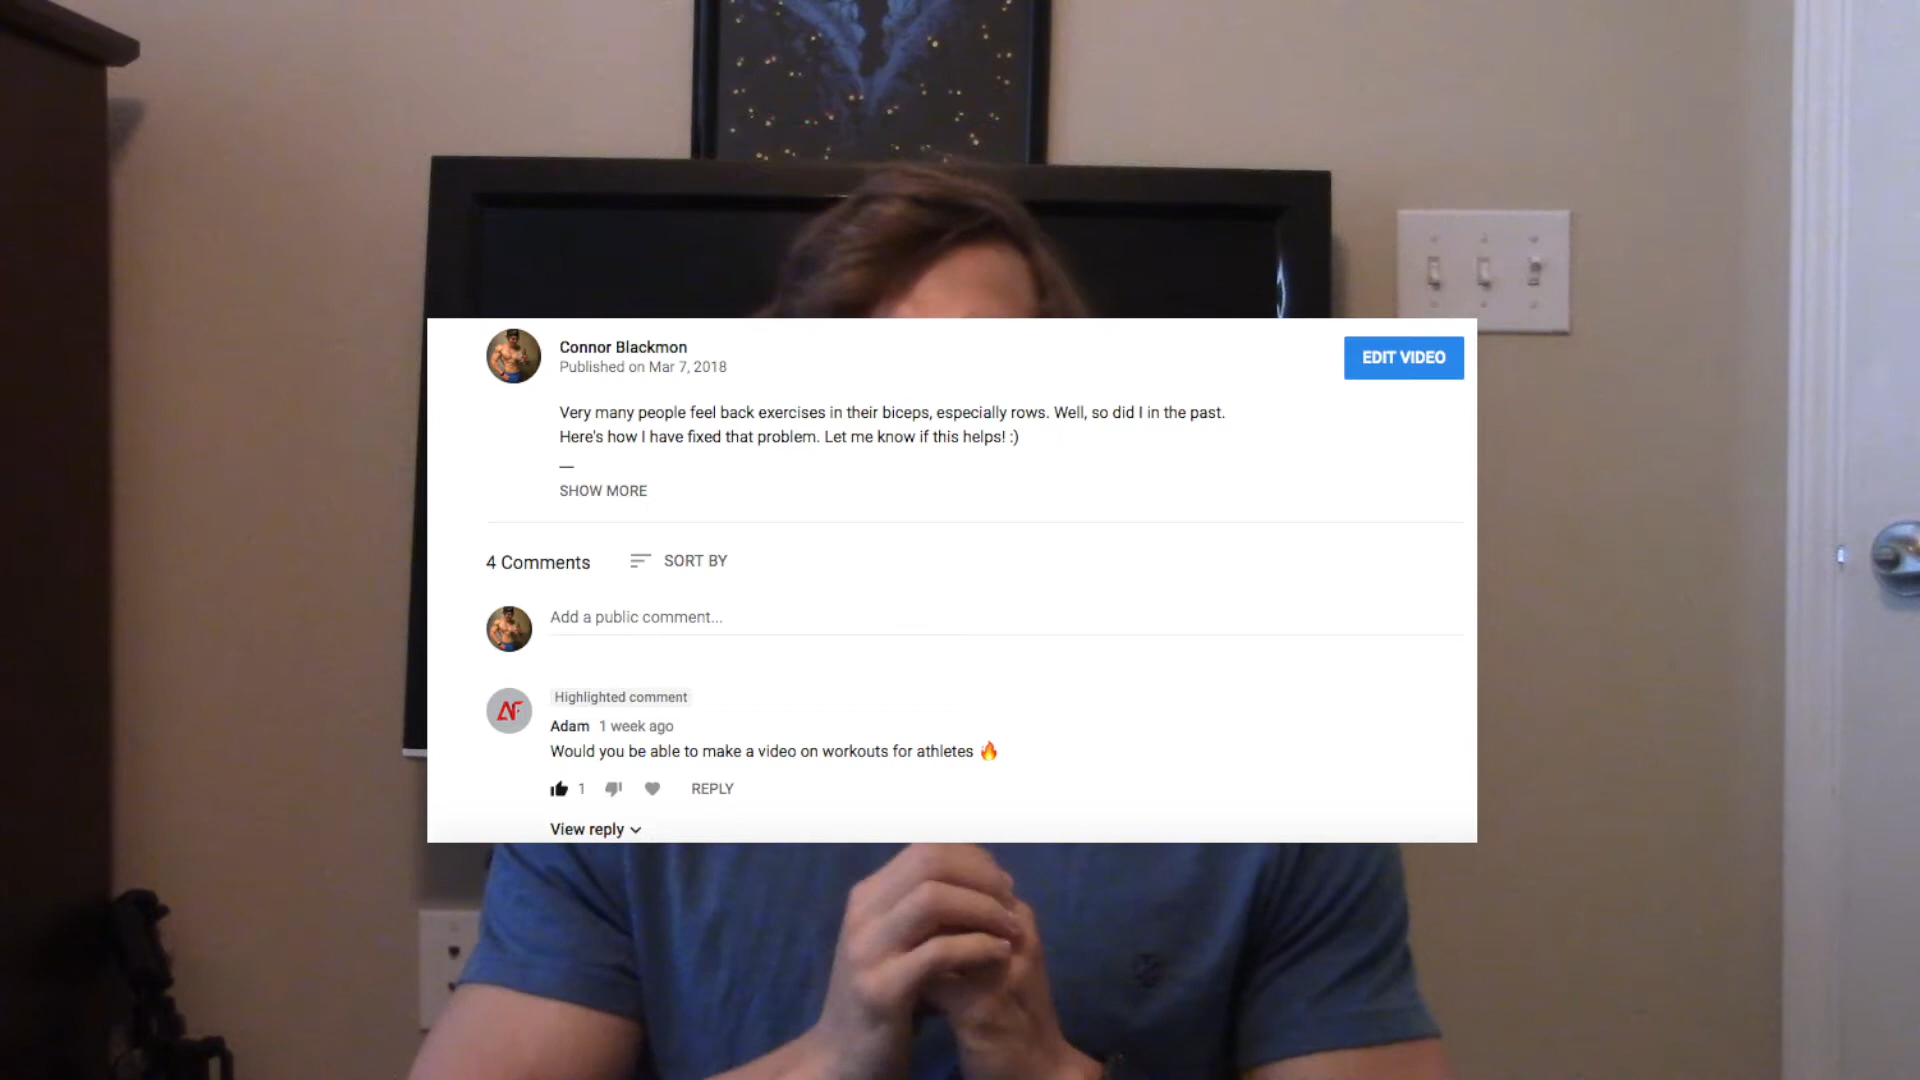 Connor Blackmon
Published on Mar 7, 2018
EDIT VIDEO
Very many people feel back exercises in their biceps, especially rows. Well, so did I in the past.
Here's how I have fixed that problem. Let me know if this helps! :)
—
SHOW MORE
4 Comments
SORT BY
Add a public comment...
AF
Highlighted comment
Adam 1 week ago
Would you be able to make a video on workouts for athletes 🔥
1
REPLY
View reply